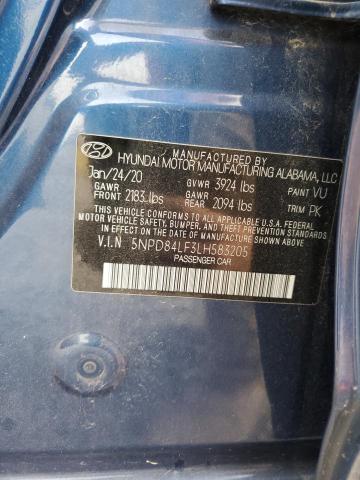 MANUFACTURED BY
HYUNDAI MOTOR MANUFACTURING ALABAMA, LLC
Jan/24/20 GVWR 3924 lbs PAINT VU
GAWR FRONT 2183 lbs GAWR REAR 2094 lbs TRIM PK
THIS VEHICLE CONFORMS TO ALL APPLICABLE U.S. FEDERAL
MOTOR VEHICLE SAFETY, BUMPER, AND THEFT PREVENTION
STANDARDS IN EFFECT ON THE DATE OF MANUFACTURE SHOWN ABOVE.
V.I.N 5NPD84LF3LH583205
PASSENGER CAR